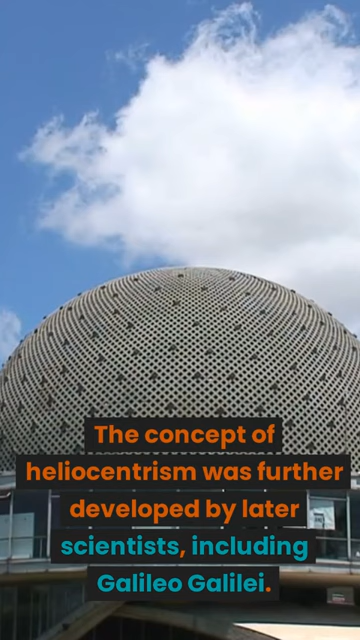 The concept of
heliocentrism was further
developed by later
scientists, including
Galileo Galilei.